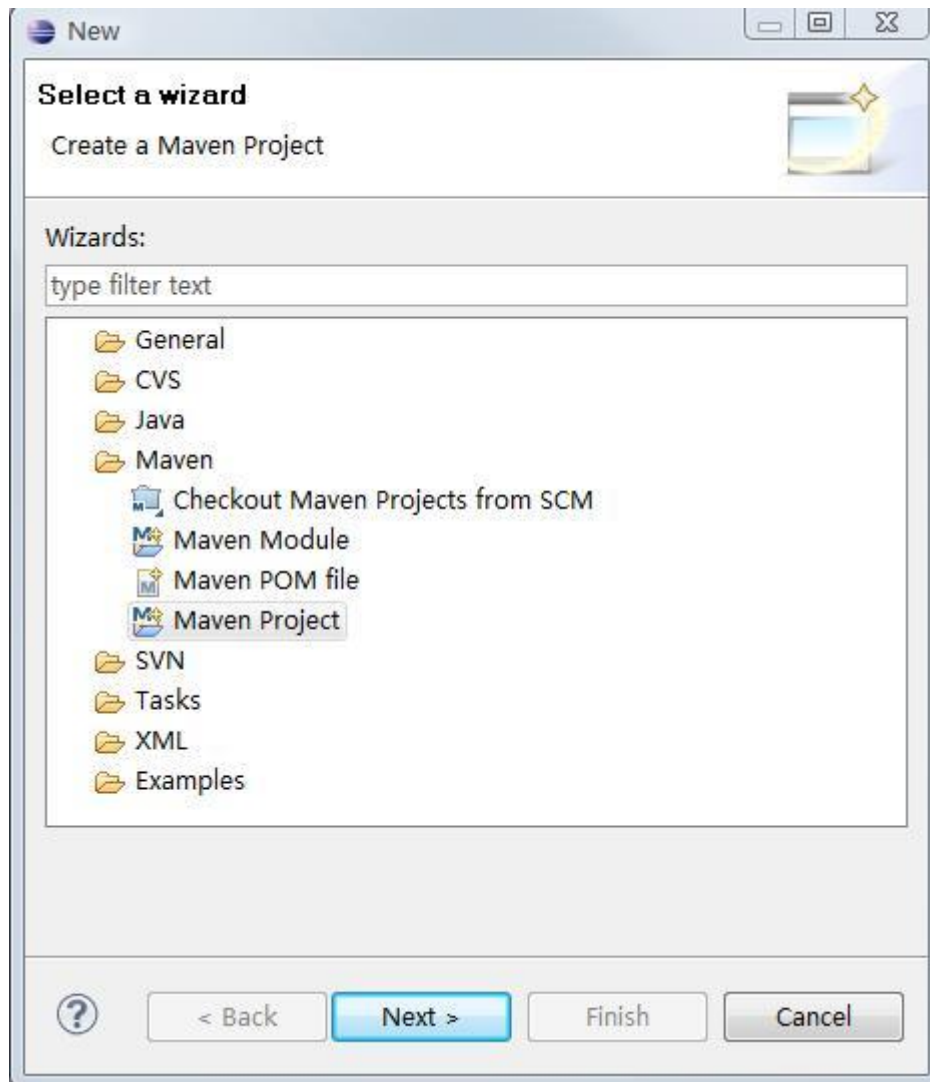 New
Select a wizard
Create a Maven Project
Wizards:
type filter text
General
CVS
Java
Maven
Checkout Maven Projects from SCM
Maven Module
Maven POM file
Maven Project
SVN
Tasks
XML
Examples
? < Back Next > Finish Cancel